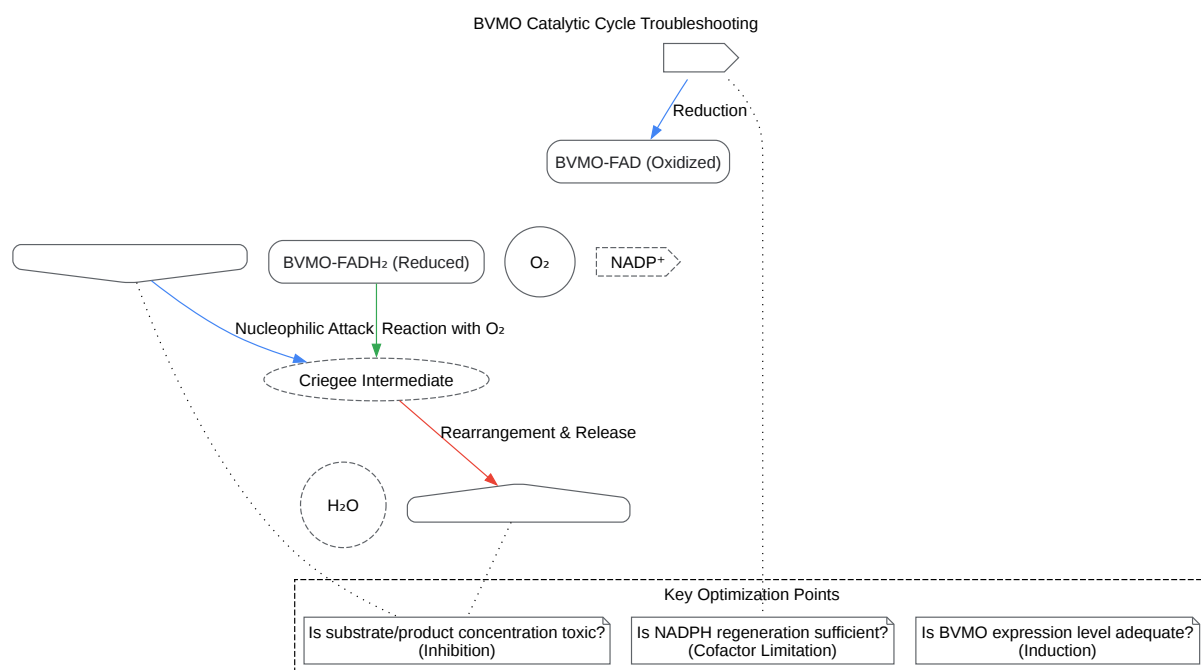 BVMO Catalytic Cycle Troubleshooting
Reduction
BVMO-FAD (Oxidized)
BVMO-FADH₂ (Reduced)
O₂
NADP⁺
Nucleophilic Attack
Reaction with O₂
Criegee Intermediate
Rearrangement & Release
H₂O
Key Optimization Points
Is substrate/product concentration toxic?
(Inhibition)
Is NADPH regeneration sufficient?
(Cofactor Limitation)
Is BVMO expression level adequate?
(Induction)